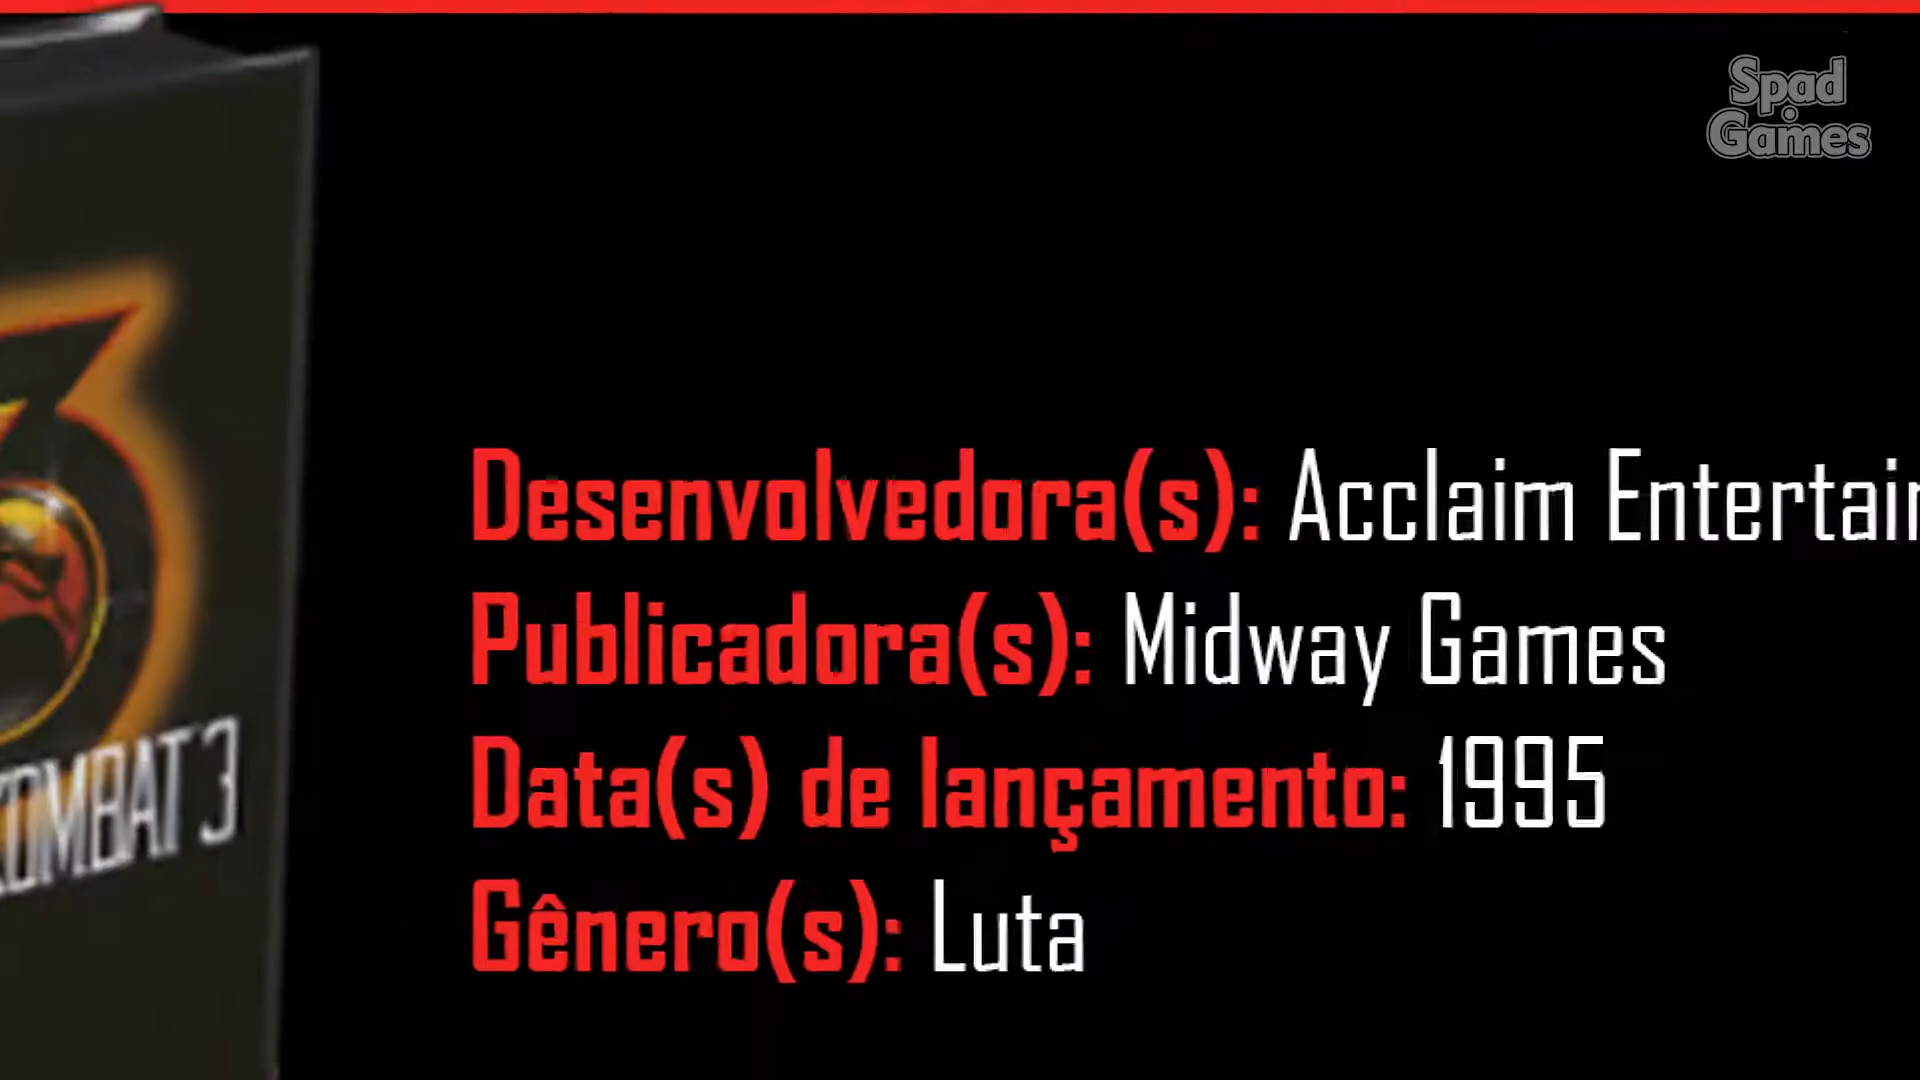 Spad
Games
Desenvolvedora(s): Acclaim Entertain
Publicadora(s): Midway Games
Data(s) de lançamento: 1995
Gênero(s): Luta
KOMBAT 3